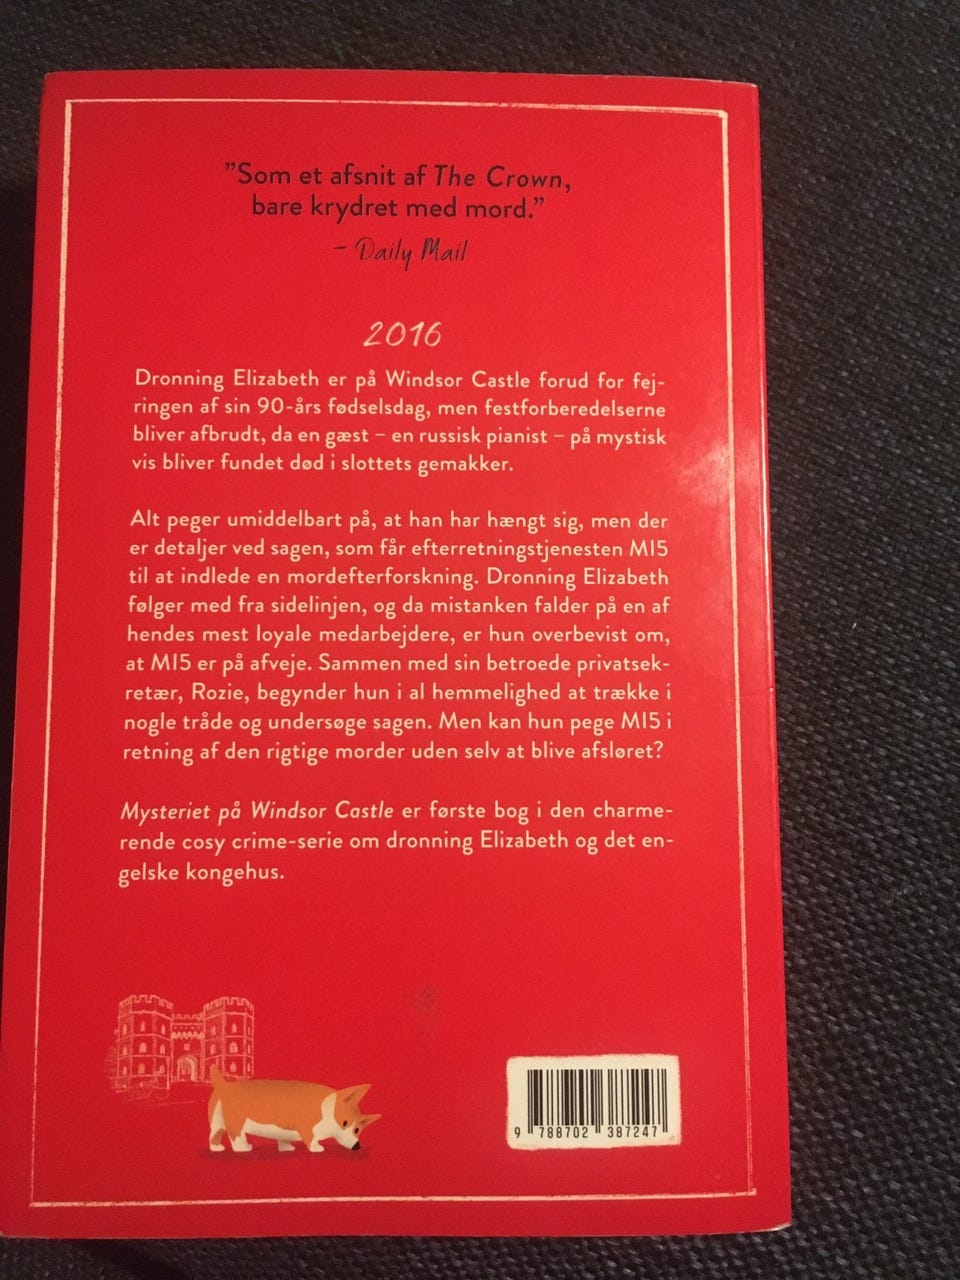 ”Som et afsnit af The Crown,
bare krydret med mord.”
– Daily Mail
2016
Dronning Elizabeth er på Windsor Castle forud for fej-
ringen af sin 90-års fødselsdag, men festforberedelserne
bliver afbrudt, da en gæst – en russisk pianist – på mystisk
vis bliver fundet død i slottets gemakker.
Alt peger umiddelbart på, at han har hængt sig, men der
er detaljer ved sagen, som får efterretningstjenesten MI5
til at indlede en mordefterforskning. Dronning Elizabeth
følger med fra sidelinjen, og da mistanken falder på en af
hendes mest loyale medarbejdere, er hun overbevist om,
at MI5 er på afveje. Sammen med sin betroede privatsek-
retær, Rozie, begynder hun i al hemmelighed at trække i
nogle tråde og undersøge sagen. Men kan hun pege MI5 i
retning af den rigtige morder uden selv at blive afsløret?
Mysteriet på Windsor Castle er første bog i den charme-
rende cosy crime-serie om dronning Elizabeth og det en-
gelske kongehus.
9 788702 387247